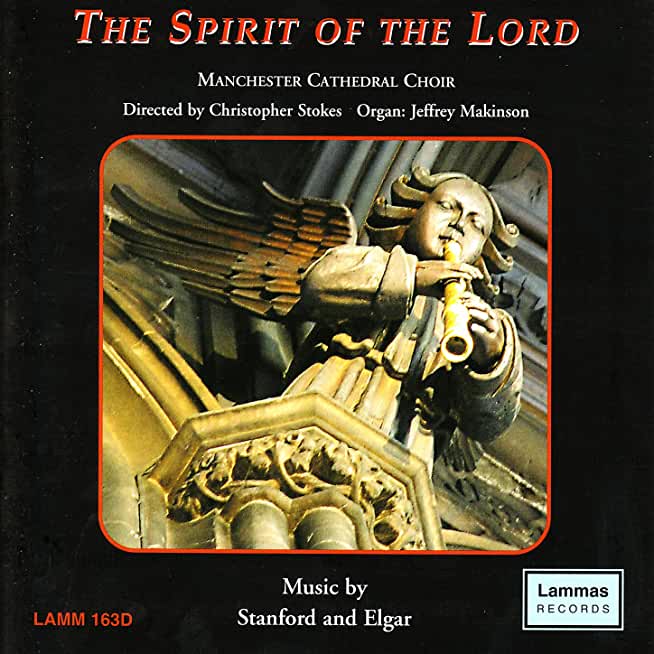 THE SPIRIT OF THE LORD
MANCHESTER CATHEDRAL CHOIR
Directed by Christopher Stokes Organ: Jeffrey Makinson
Music by
Stanford and Elgar
LAMM 163D
Lammas
RECORDS